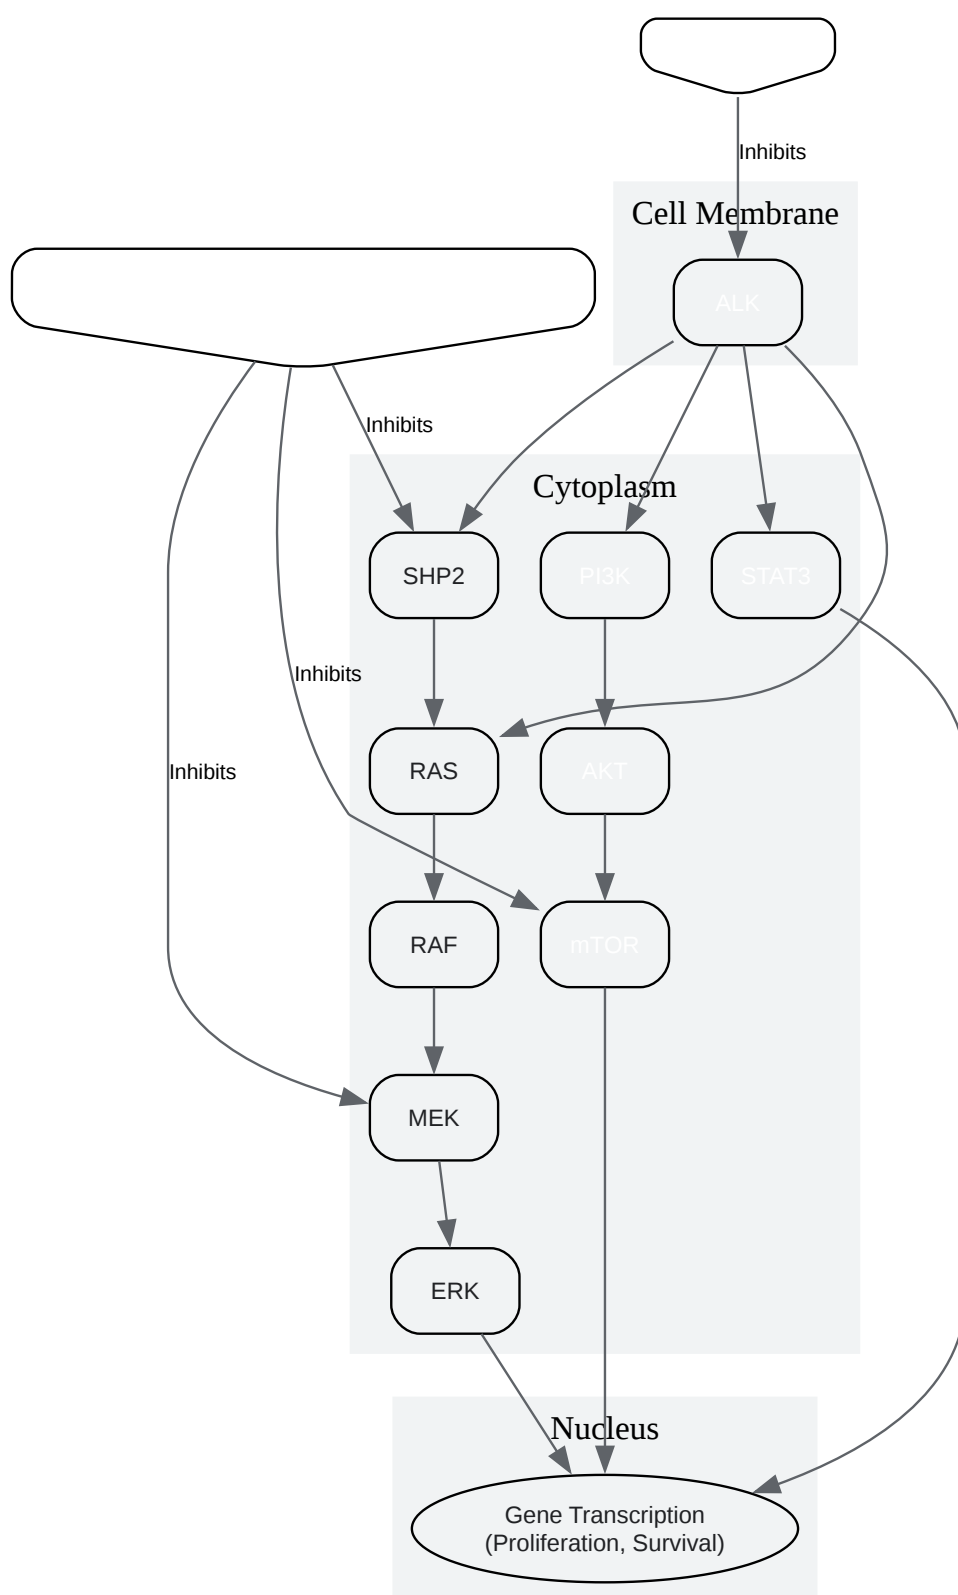 Inhibits
Cell Membrane
ALK
Inhibits
Cytoplasm
SHP2
PI3K
STAT3
Inhibits
RAS
AKT
Inhibits
RAF
mTOR
MEK
ERK
Nucleus
Gene Transcription
(Proliferation, Survival)